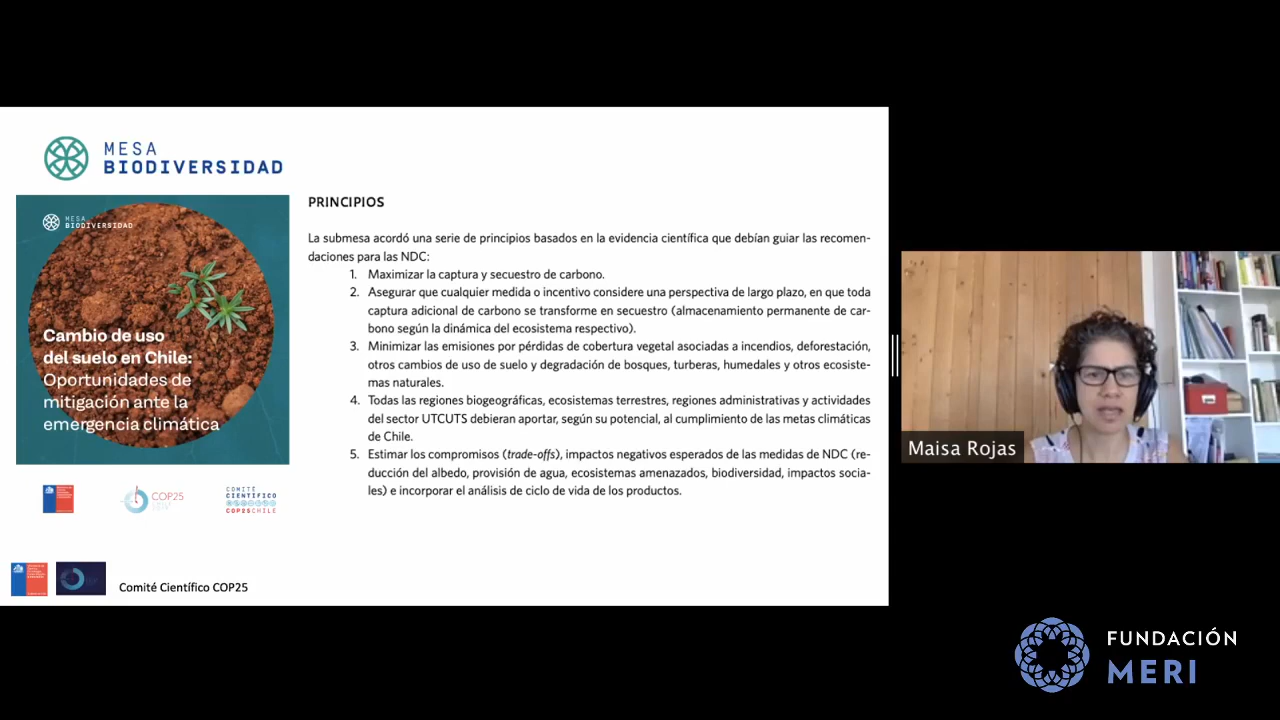 MESA
BIODIVERSIDAD
MESA
BIODIVERSIDAD
Cambio de uso
del suelo en Chile:
Oportunidades de
mitigación ante la
emergencia climática
COP25
COMITÉ
CIENTÍFICO
COP25CHILE
Comité Científico COP25
PRINCIPIOS
La submesa acordó una serie de principios basados en la evidencia científica que debían guiar las recomen-
daciones para las NDC:
1. Maximizar la captura y secuestro de carbono.
2. Asegurar que cualquier medida o incentivo considere una perspectiva de largo plazo, en que toda
captura adicional de carbono se transforme en secuestro (almacenamiento permanente de car-
bono según la dinámica del ecosistema respectivo).
3. Minimizar las emisiones por pérdidas de cobertura vegetal asociadas a incendios, deforestación,
otros cambios de uso de suelo y degradación de bosques, turberas, humedales y otros ecosiste-
mas naturales.
4. Todas las regiones biogeográficas, ecosistemas terrestres, regiones administrativas y actividades
del sector UTCUTS debieran aportar, según su potencial, al cumplimiento de las metas climáticas
de Chile.
5. Estimar los compromisos (trade-offs), impactos negativos esperados de las medidas de NDC (re-
ducción del albedo, provisión de agua, ecosistemas amenazados, biodiversidad, impactos socia-
les) e incorporar el análisis de ciclo de vida de los productos.
Maisa Rojas
FUNDACIÓN
MERI